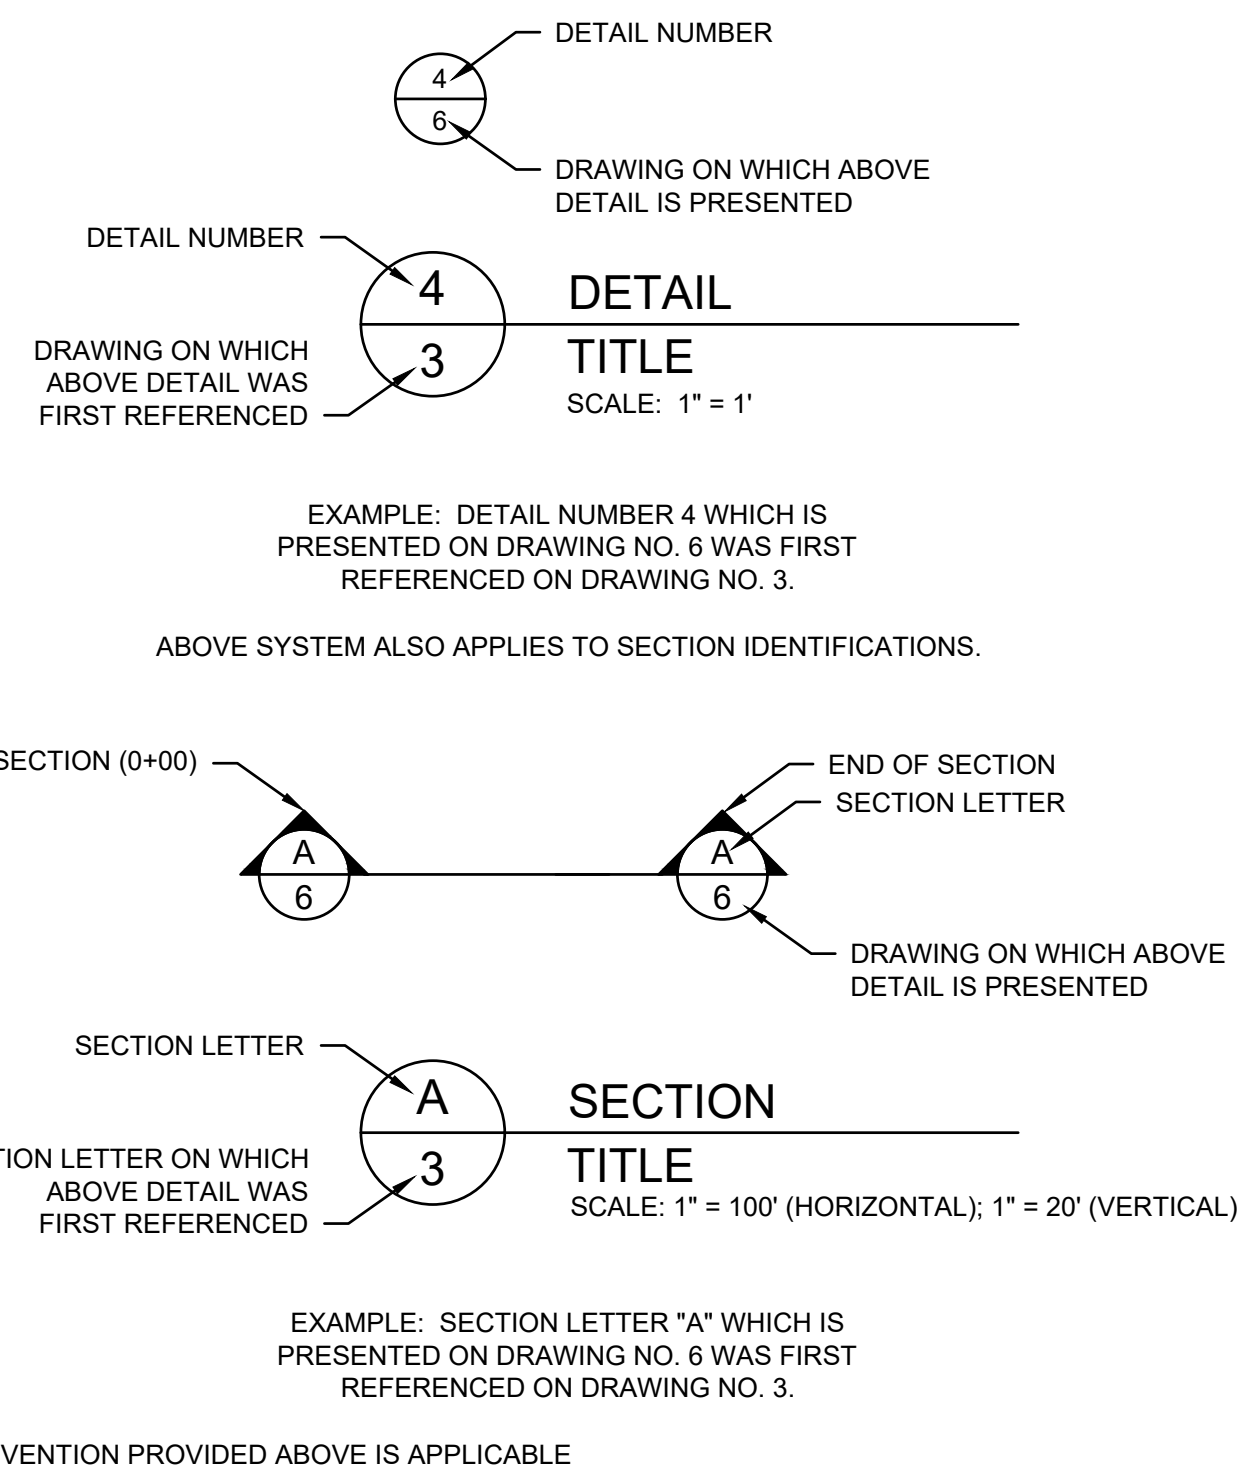 DETAIL NUMBER
4
6
DRAWING ON WHICH ABOVE
DETAIL IS PRESENTED
DETAIL NUMBER
4
DETAIL
DRAWING ON WHICH
ABOVE DETAIL WAS
FIRST REFERENCED
3
TITLE
SCALE: 1" = 1'
EXAMPLE: DETAIL NUMBER 4 WHICH IS
PRESENTED ON DRAWING NO. 6 WAS FIRST
REFERENCED ON DRAWING NO. 3.
ABOVE SYSTEM ALSO APPLIES TO SECTION IDENTIFICATIONS.
SECTION (0+00)
END OF SECTION
SECTION LETTER
A
6
A
6
DRAWING ON WHICH ABOVE
DETAIL IS PRESENTED
SECTION LETTER
A
SECTION
TION LETTER ON WHICH
ABOVE DETAIL WAS
FIRST REFERENCED
3
TITLE
SCALE: 1" = 100' (HORIZONTAL); 1" = 20' (VERTICAL)
EXAMPLE: SECTION LETTER "A" WHICH IS
PRESENTED ON DRAWING NO. 6 WAS FIRST
REFERENCED ON DRAWING NO. 3.
VENTION PROVIDED ABOVE IS APPLICABLE